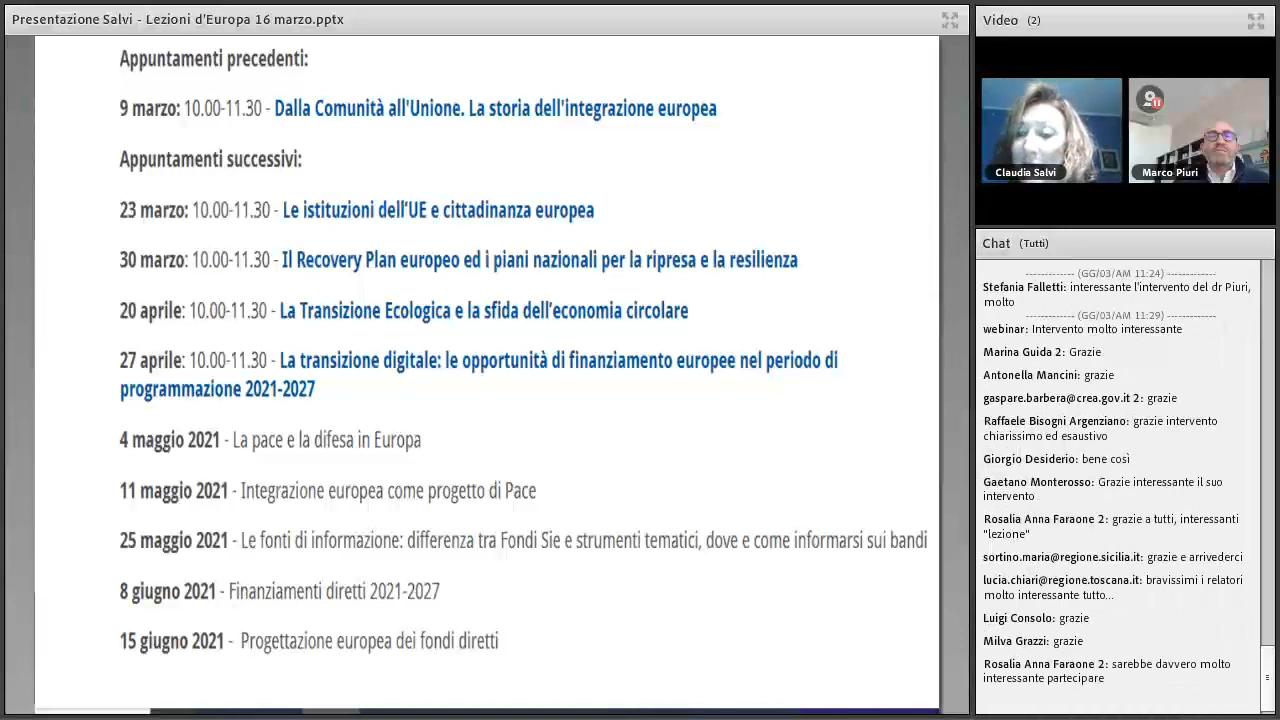 Presentazione Salvi - Lezioni d'Europa 16 marzo.pptx
Appuntamenti precedenti:
9 marzo: 10.00-11.30 - Dalla Comunità all'Unione. La storia dell'integrazione europea
Appuntamenti successivi:
23 marzo: 10.00-11.30 - Le istituzioni dell'UE e cittadinanza europea
30 marzo: 10.00-11.30 - Il Recovery Plan europeo ed i piani nazionali per la ripresa e la resilienza
20 aprile: 10.00-11.30 - La Transizione Ecologica e la sfida dell'economia circolare
27 aprile: 10.00-11.30 - La transizione digitale: le opportunità di finanziamento europee nel periodo di
programmazione 2021-2027
4 maggio 2021 - La pace e la difesa in Europa
11 maggio 2021 - Integrazione europea come progetto di Pace
25 maggio 2021 - Le fonti di informazione: differenza tra Fondi Sie e strumenti tematici, dove e come informarsi sui bandi
8 giugno 2021 - Finanziamenti diretti 2021-2027
15 giugno 2021 - Progettazione europea dei fondi diretti
Video (2)
Claudia Salvi
Marco Piuri
Chat (Tutti)
------------- (GG/03/AM 11:24) -------------
Stefania Falletti: interessante l'intervento del dr Piuri,
molto
------------- (GG/03/AM 11:29) -------------
webinar: Intervento molto interessante
Marina Guida 2: Grazie
Antonella Mancini: grazie
gaspare.barbera@crea.gov.it 2: grazie
Raffaele Bisogni Argenziano: grazie intervento
chiarissimo ed esaustivo
Giorgio Desiderio: bene così
Gaetano Monterosso: Grazie interessante il suo
intervento
Rosalia Anna Faraone 2: grazie a tutti, interessanti
"lezione"
sortino.maria@regione.sicilia.it: grazie e arrivederci
lucia.chiari@regione.toscana.it: bravissimi i relatori
molto interessante tutto...
Luigi Consolo: grazie
Milva Grazzi: grazie
Rosalia Anna Faraone 2: sarebbe davvero molto
interessante partecipare